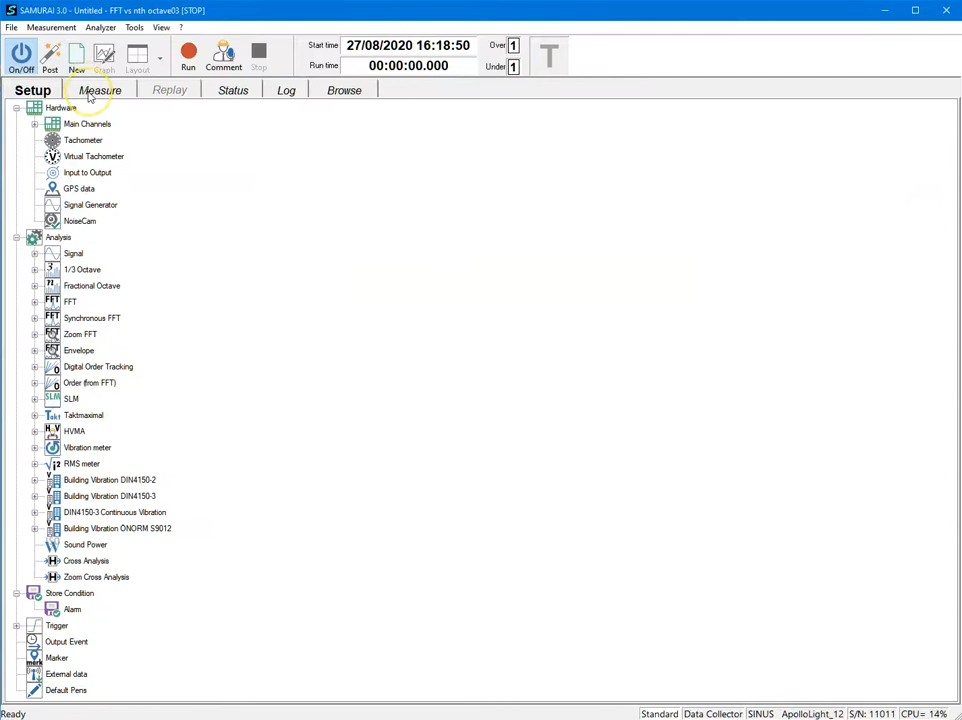 SAMURAI 3.0 - Untitled - FFT vs nth octave03 [STOP]
File Measurement Analyzer Tools View ?
On/Off Post New Graph Layout Run Comment Stop
Start time 27/08/2020 16:18:50 Over 1
Run time 00:00:00.000 Under 1
T
Setup Measure Replay Status Log Browse
Hardware
Main Channels
Tachometer
Virtual Tachometer
Input to Output
GPS data
Signal Generator
NoiseCam
Analysis
Signal
1/3 Octave
Fractional Octave
FFT
Synchronous FFT
Zoom FFT
Envelope
Digital Order Tracking
Order (from FFT)
SLM
Taktmaximal
HVMA
Vibration meter
RMS meter
Building Vibration DIN4150-2
Building Vibration DIN4150-3
DIN4150-3 Continuous Vibration
Building Vibration ÖNORM S9012
Sound Power
Cross Analysis
Zoom Cross Analysis
Store Condition
Alarm
Trigger
Output Event
Marker
External data
Default Pens
Ready Standard Data Collector SINUS ApolloLight_12 S/N: 11011 CPU= 14%